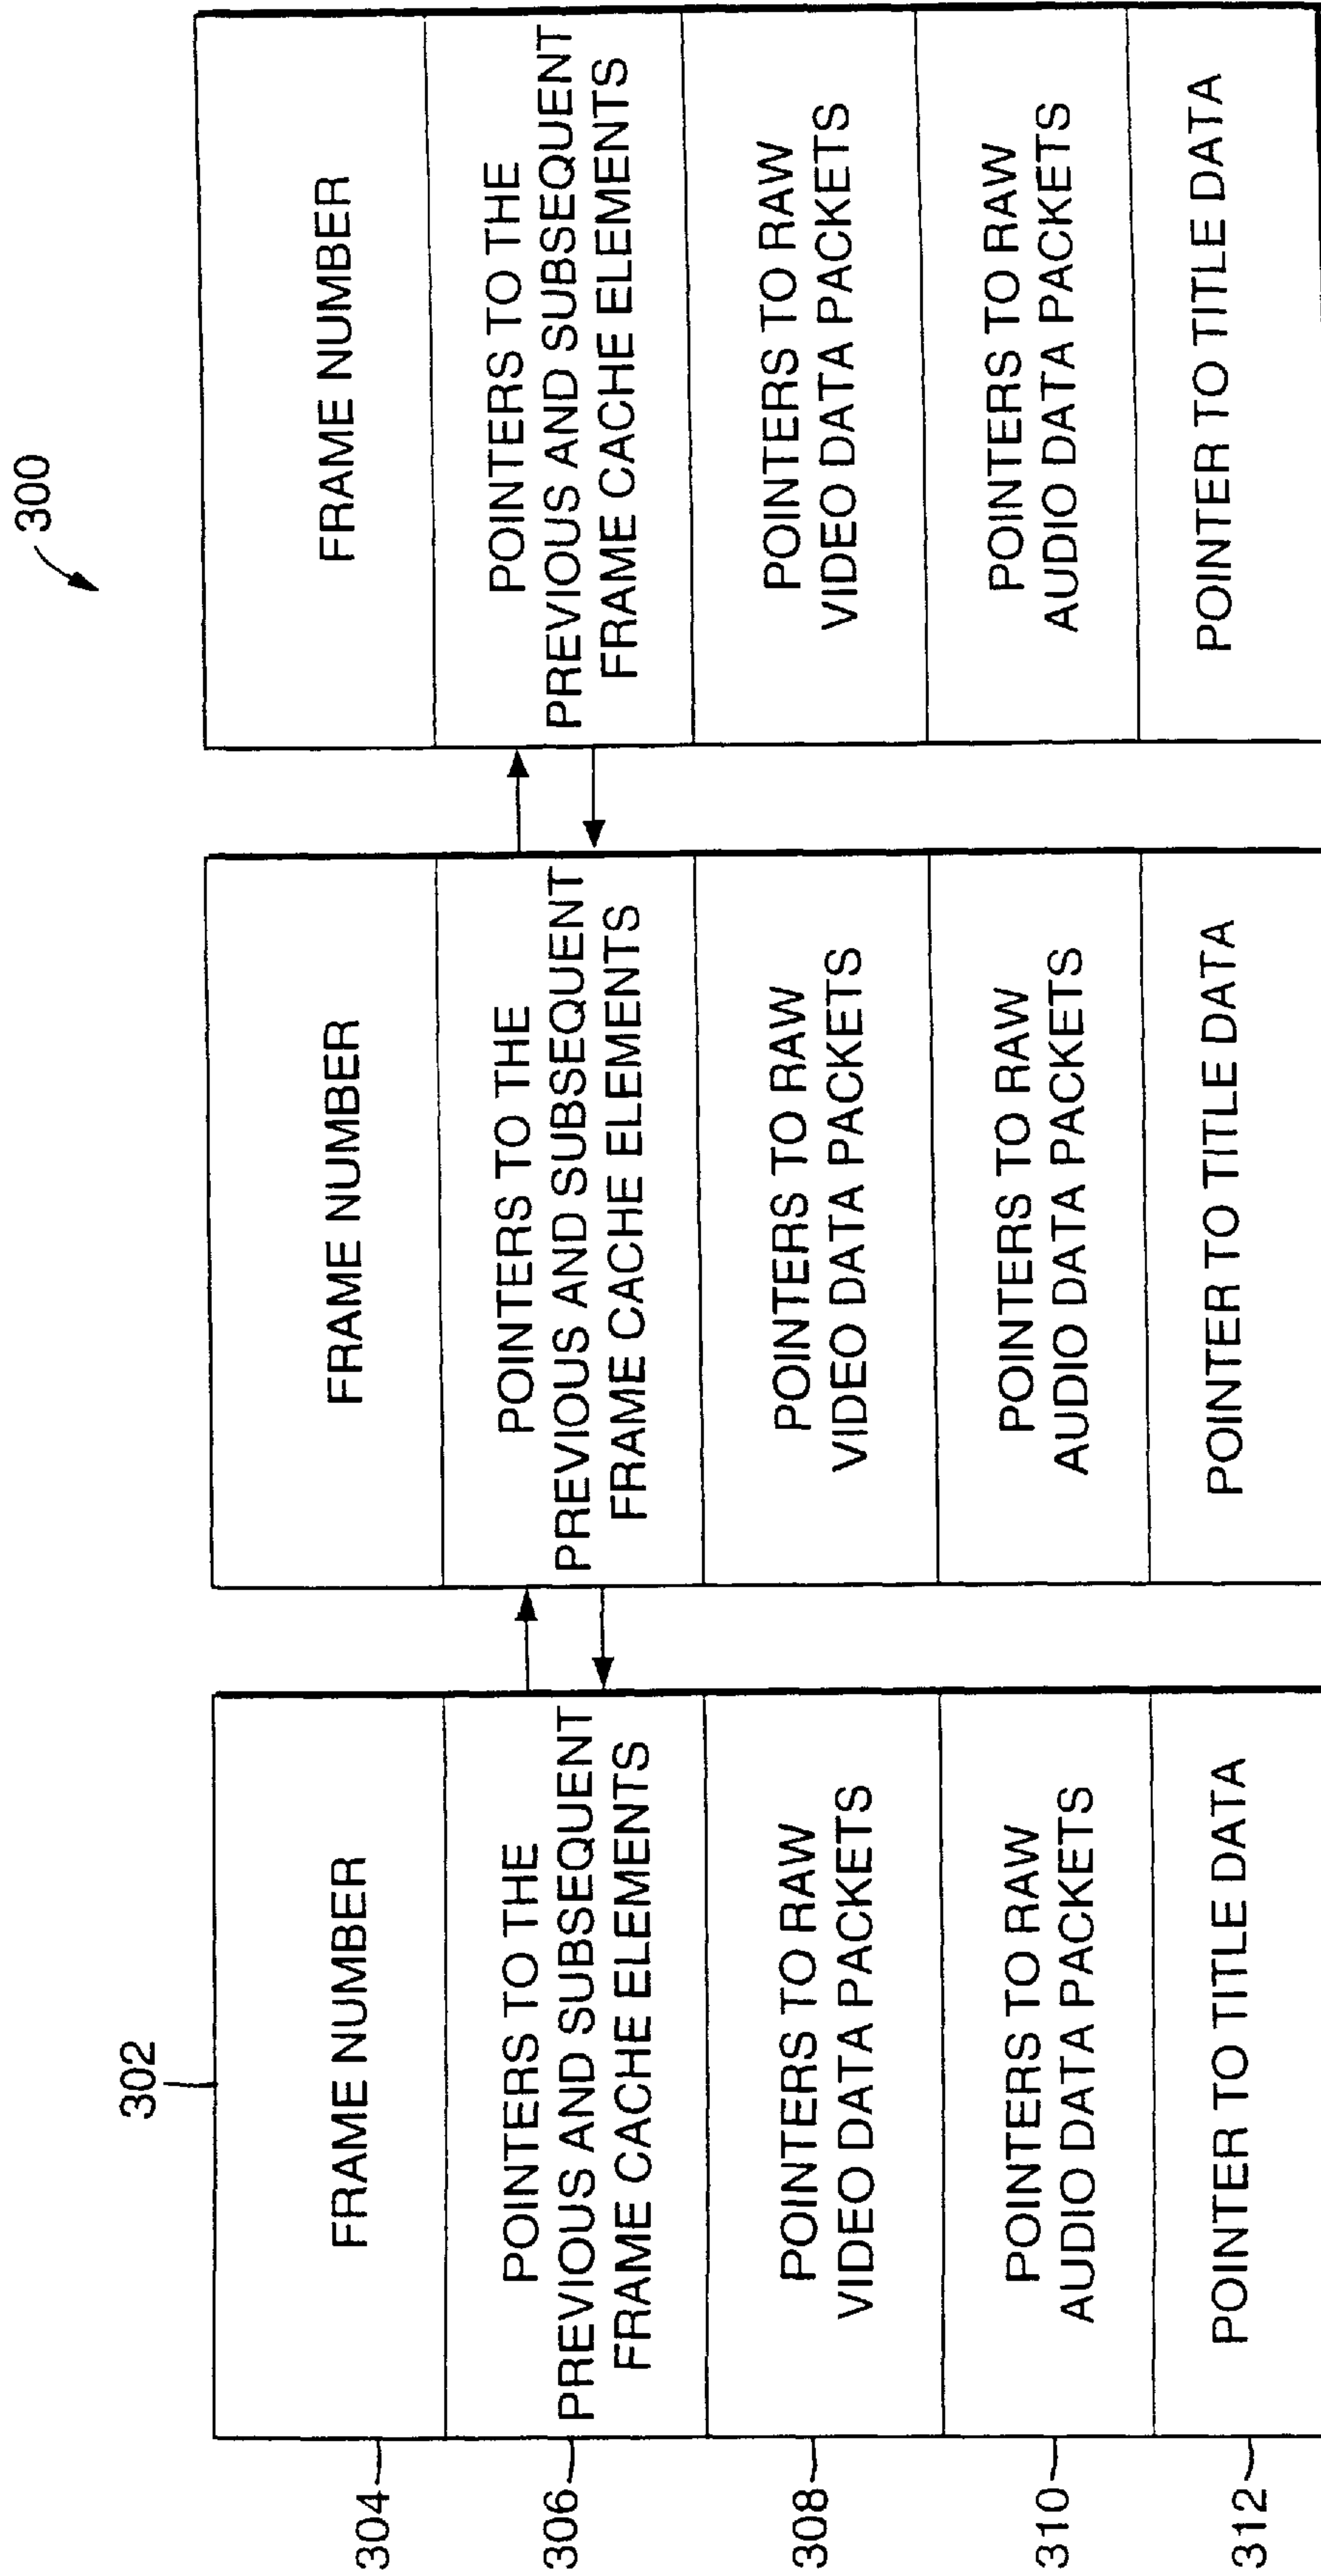 300
302
304
FRAME NUMBER
FRAME NUMBER
FRAME NUMBER
306
POINTERS TO THE
PREVIOUS AND SUBSEQUENT
FRAME CACHE ELEMENTS
POINTERS TO THE
PREVIOUS AND SUBSEQUENT
FRAME CACHE ELEMENTS
POINTERS TO THE
PREVIOUS AND SUBSEQUENT
FRAME CACHE ELEMENTS
308
POINTERS TO RAW
VIDEO DATA PACKETS
POINTERS TO RAW
VIDEO DATA PACKETS
POINTERS TO RAW
VIDEO DATA PACKETS
310
POINTERS TO RAW
AUDIO DATA PACKETS
POINTERS TO RAW
AUDIO DATA PACKETS
POINTERS TO RAW
AUDIO DATA PACKETS
312
POINTER TO TITLE DATA
POINTER TO TITLE DATA
POINTER TO TITLE DATA